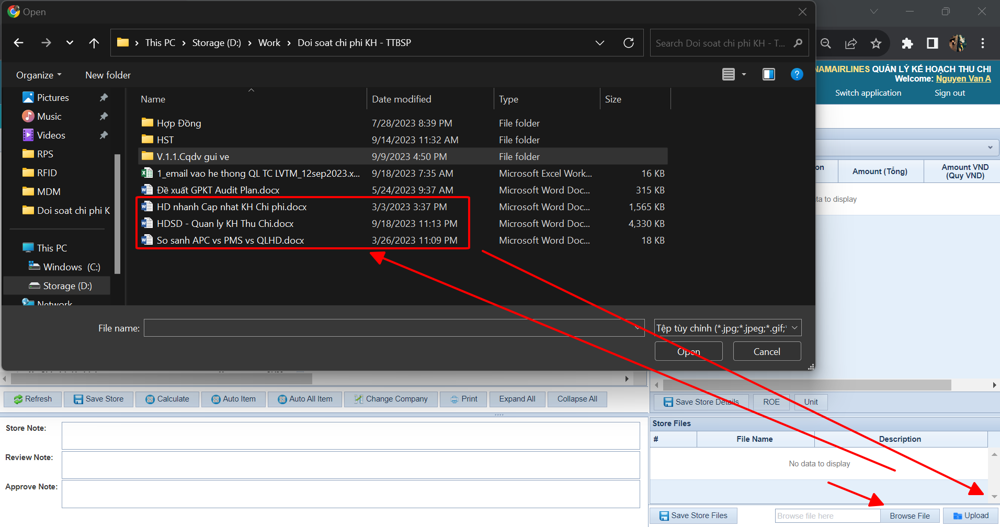 Open
This PC > Storage (D:) > Work > Doi soat chi phi KH - TTBSP
Search Doi soat chi phi KH - T...
Organize
New folder
NAMAIRLINES QUẢN LÝ KẾ HOẠCH THU CHI
Welcome: Nguyen Van A
Switch application
Sign out
Pictures
Music
Videos
RPS
RFID
MDM
Doi soat chi phi K
This PC
Windows (C:)
Storage (D:)
Network
Name Date modified Type Size
Hợp Đồng 7/28/2023 8:39 PM File folder
HST 9/14/2023 11:32 AM File folder
V.1.1.Cqdv gui ve 9/9/2023 4:50 PM File folder
1_email vao he thong QL TC LVTM_12sep2023.x... 9/18/2023 7:35 AM Microsoft Excel Work... 16 KB
Đề xuất GPKT Audit Plan.docx 5/24/2023 9:37 AM Microsoft Word Doc... 315 KB
HD nhanh Cap nhat KH Chi phi.docx 3/3/2023 3:37 PM Microsoft Word Doc... 1,565 KB
HDSD - Quan ly KH Thu Chi.docx 9/18/2023 11:13 PM Microsoft Word Doc... 4,330 KB
So sanh APC vs PMS vs QLHD.docx 3/26/2023 11:09 PM Microsoft Word Doc... 18 KB
on
Amount (Tổng)
Amount VND
(Quy VND)
ta to display
File name:
Tệp tùy chỉnh (*.jpg;*.jpeg;*.gif;*
Open
Cancel
Refresh
Save Store
Calculate
Auto Item
Auto All Item
Change Company
Print
Expand All
Collapse All
Save Store Details
ROE
Unit
Store Note:
Review Note:
Approve Note:
Store Files
# File Name Description
No data to display
Save Store Files
Browse file here
Browse File
Upload